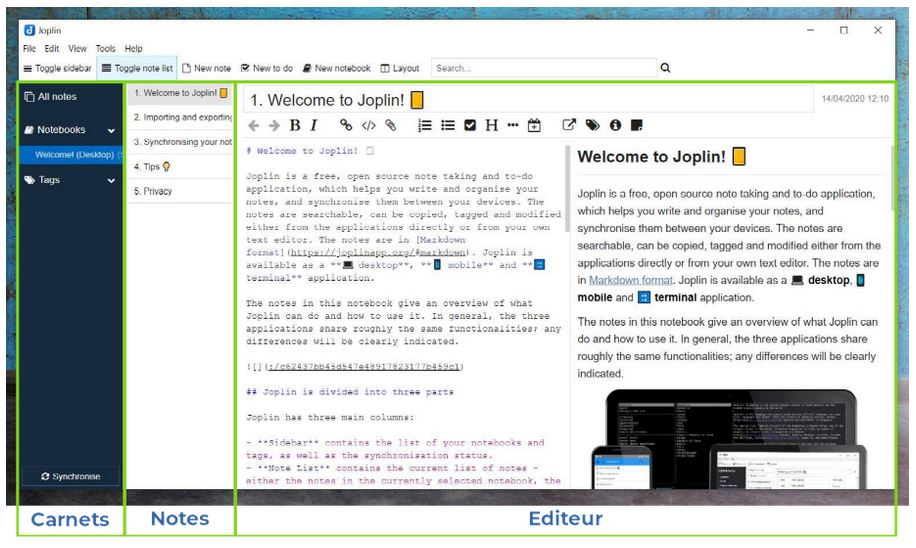 Joplin
File Edit View Tools Help
Toggle sidebar Toggle note list New note New to do New notebook Layout Search...
All notes
Notebooks
Welcome! (Desktop)
Tags
Synchronise
1. Welcome to Joplin!
2. Importing and exporting
3. Synchronising your not
4. Tips
5. Privacy
1. Welcome to Joplin!
14/04/2020 12:10
B I H
# Welcome to Joplin!
Joplin is a free, open source note taking and to-do
application, which helps you write and organise your
notes, and synchronise them between your devices. The
notes are searchable, can be copied, tagged and modified
either from the applications directly or from your own
text editor. The notes are in [Markdown
format](https://joplinapp.org/#markdown). Joplin is
available as a ** desktop**, ** mobile** and **
terminal** application.
The notes in this notebook give an overview of what
Joplin can do and how to use it. In general, the three
applications share roughly the same functionalities; any
differences will be clearly indicated.
![](:/c62437bb45d547e48917823177b459c1)
## Joplin is divided into three parts
Joplin has three main columns:
- **Sidebar** contains the list of your notebooks and
tags, as well as the synchronisation status.
- **Note List** contains the current list of notes -
either the notes in the currently selected notebook, the
Welcome to Joplin!
Joplin is a free, open source note taking and to-do application,
which helps you write and organise your notes, and
synchronise them between your devices. The notes are
searchable, can be copied, tagged and modified either from the
applications directly or from your own text editor. The notes are
in Markdown format. Joplin is available as a desktop,
mobile and terminal application.
The notes in this notebook give an overview of what Joplin can
do and how to use it. In general, the three applications share
roughly the same functionalities; any differences will be clearly
indicated.
Carnets Notes Editeur